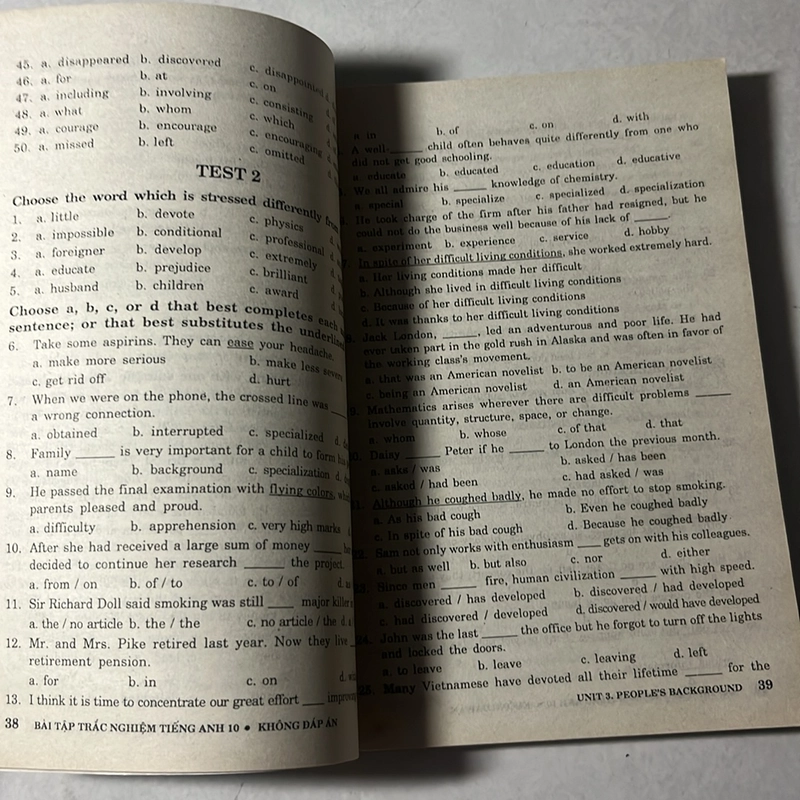 45. a. disappeared b. discovered c. disappointed d.
46. a. for b. at c. on
47. a. including b. involving c. consisting
48. a. what b. whom c. which
49. a. courage b. encourage c. encouraging
50. a. missed b. left c. omitted
TEST 2
Choose the word which is stressed differently from
1. a. little b. devote c. physics
2. a. impossible b. conditional c. professional
3. a. foreigner b. develop c. extremely
4. a. educate b. prejudice c. brilliant
5. a. husband b. children c. award
Choose a, b, c, or d that best completes each
sentence; or that best substitutes the underlined
6. Take some aspirins. They can ease your headache.
a. make more serious b. make less severe
c. get rid off d. hurt
7. When we were on the phone, the crossed line was ____
a wrong connection.
a. obtained b. interrupted c. specialized d.
8. Family ____ is very important for a child to form
a. name b. background c. specialization d.
9. He passed the final examination with flying colors,
parents pleased and proud.
a. difficulty b. apprehension c. very high marks
10. After she had received a large sum of money ____
decided to continue her research ____ the project.
a. from / on b. of / to c. to / of d.
11. Sir Richard Doll said smoking was still ____ major killer
a. the / no article b. the / the c. no article / the d.
12. Mr. and Mrs. Pike retired last year. Now they live
retirement pension.
a. for b. in c. on d.
13. I think it is time to concentrate our great effort ____
38 BÀI TẬP TRẮC NGHIỆM TIẾNG ANH 10 • KHÔNG ĐÁP ÁN
a in b. of c. on d. with
A well-____ child often behaves quite differently from one who
did not get good schooling.
a educate b. educated c. education d. educative
We all admire his ____ knowledge of chemistry.
a special b. specialize c. specialized d. specialization
He took charge of the firm after his father had resigned, but he
could not do the business well because of his lack of ____.
a. experiment b. experience c. service d. hobby
In spite of her difficult living conditions, she worked extremely hard.
a. Her living conditions made her difficult
b. Although she lived in difficult living conditions
c. Because of her difficult living conditions
d. It was thanks to her difficult living conditions
Jack London, ____, led an adventurous and poor life. He had
ever taken part in the gold rush in Alaska and was often in favor of
the working class's movement.
a. that was an American novelist b. to be an American novelist
c. being an American novelist d. an American novelist
Mathematics arises wherever there are difficult problems ____
involve quantity, structure, space, or change.
a. whom b. whose c. of that d. that
Daisy ____ Peter if he ____ to London the previous month.
a. asks / was b. asked / has been
c. asked / had been c. had asked / was
Although he coughed badly, he made no effort to stop smoking.
a. As his bad cough b. Even he coughed badly
c. In spite of his bad cough d. Because he coughed badly
Sam not only works with enthusiasm ____ gets on with his colleagues.
a. but as well b. but also c. nor d. either
Since men ____ fire, human civilization ____ with high speed.
a. discovered / has developed b. discovered / had developed
c. had discovered / developed d. discovered / would have developed
John was the last ____ the office but he forgot to turn off the lights
and locked the doors.
a. to leave b. leave c. leaving d. left
Many Vietnamese have devoted all their lifetime ____ for the
UNIT 3. PEOPLE'S BACKGROUND 39